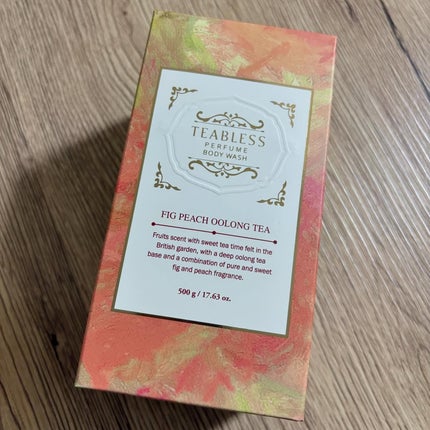 TEABLESS
PERFUME
BODY WASH
FIG PEACH OOLONG TEA
Fruits scent with sweet tea time felt in the
British garden, with a deep oolong tea
base and a combination of pure and sweet
fig and peach fragrance.
500 g / 17.63 oz.